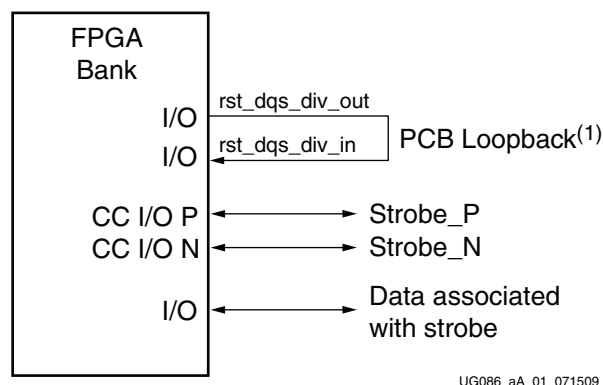 FPGA
Bank
I/O rst_dqs_div_out
I/O rst_dqs_div_in
PCB Loopback(1)
CC I/O P Strobe_P
CC I/O N Strobe_N
I/O Data associated
with strobe
UG086_aA_01_071509